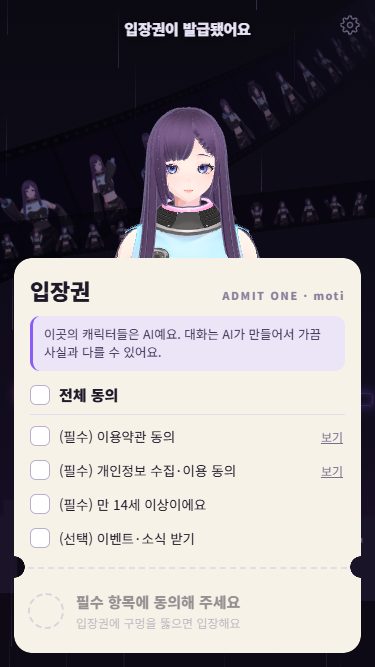 입장권이 발급됐어요
입장권
ADMIT ONE · moti
이곳의 캐릭터들은 AI예요. 대화는 AI가 만들어서 가끔
사실과 다를 수 있어요.
전체 동의
(필수) 이용약관 동의
보기
(필수) 개인정보 수집·이용 동의
보기
(필수) 만 14세 이상이에요
(선택) 이벤트·소식 받기
필수 항목에 동의해 주세요
입장권에 구멍을 뚫으면 입장해요